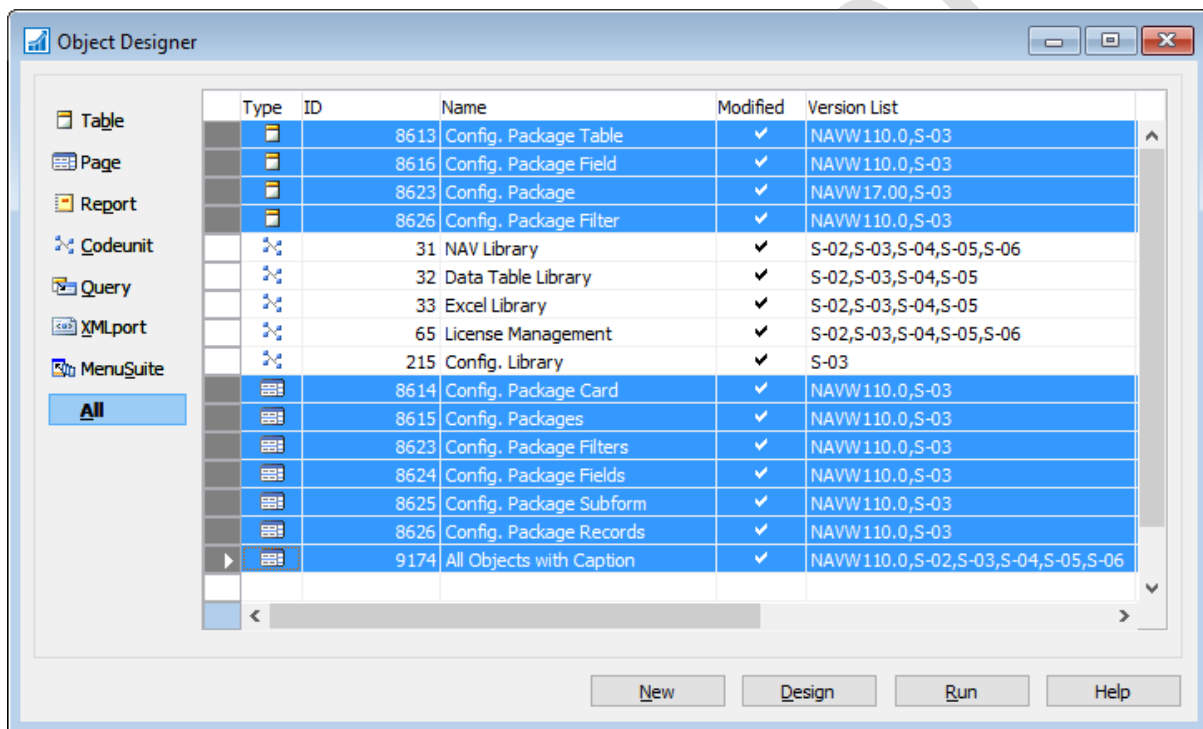 Object Designer
Table
Page
Report
Codeunit
Query
XMLport
MenuSuite
All
Type ID Name Modified Version List
8613 Config. Package Table NAVW110.0,S-03
8616 Config. Package Field NAVW110.0,S-03
8623 Config. Package NAVW17.00,S-03
8626 Config. Package Filter NAVW110.0,S-03
31 NAV Library S-02,S-03,S-04,S-05,S-06
32 Data Table Library S-02,S-03,S-04,S-05
33 Excel Library S-02,S-03,S-04,S-05
65 License Management S-02,S-03,S-04,S-05,S-06
215 Config. Library S-03
8614 Config. Package Card NAVW110.0,S-03
8615 Config. Packages NAVW110.0,S-03
8623 Config. Package Filters NAVW110.0,S-03
8624 Config. Package Fields NAVW110.0,S-03
8625 Config. Package Subform NAVW110.0,S-03
8626 Config. Package Records NAVW110.0,S-03
9174 All Objects with Caption NAVW110.0,S-02,S-03,S-04,S-05,S-06
New Design Run Help